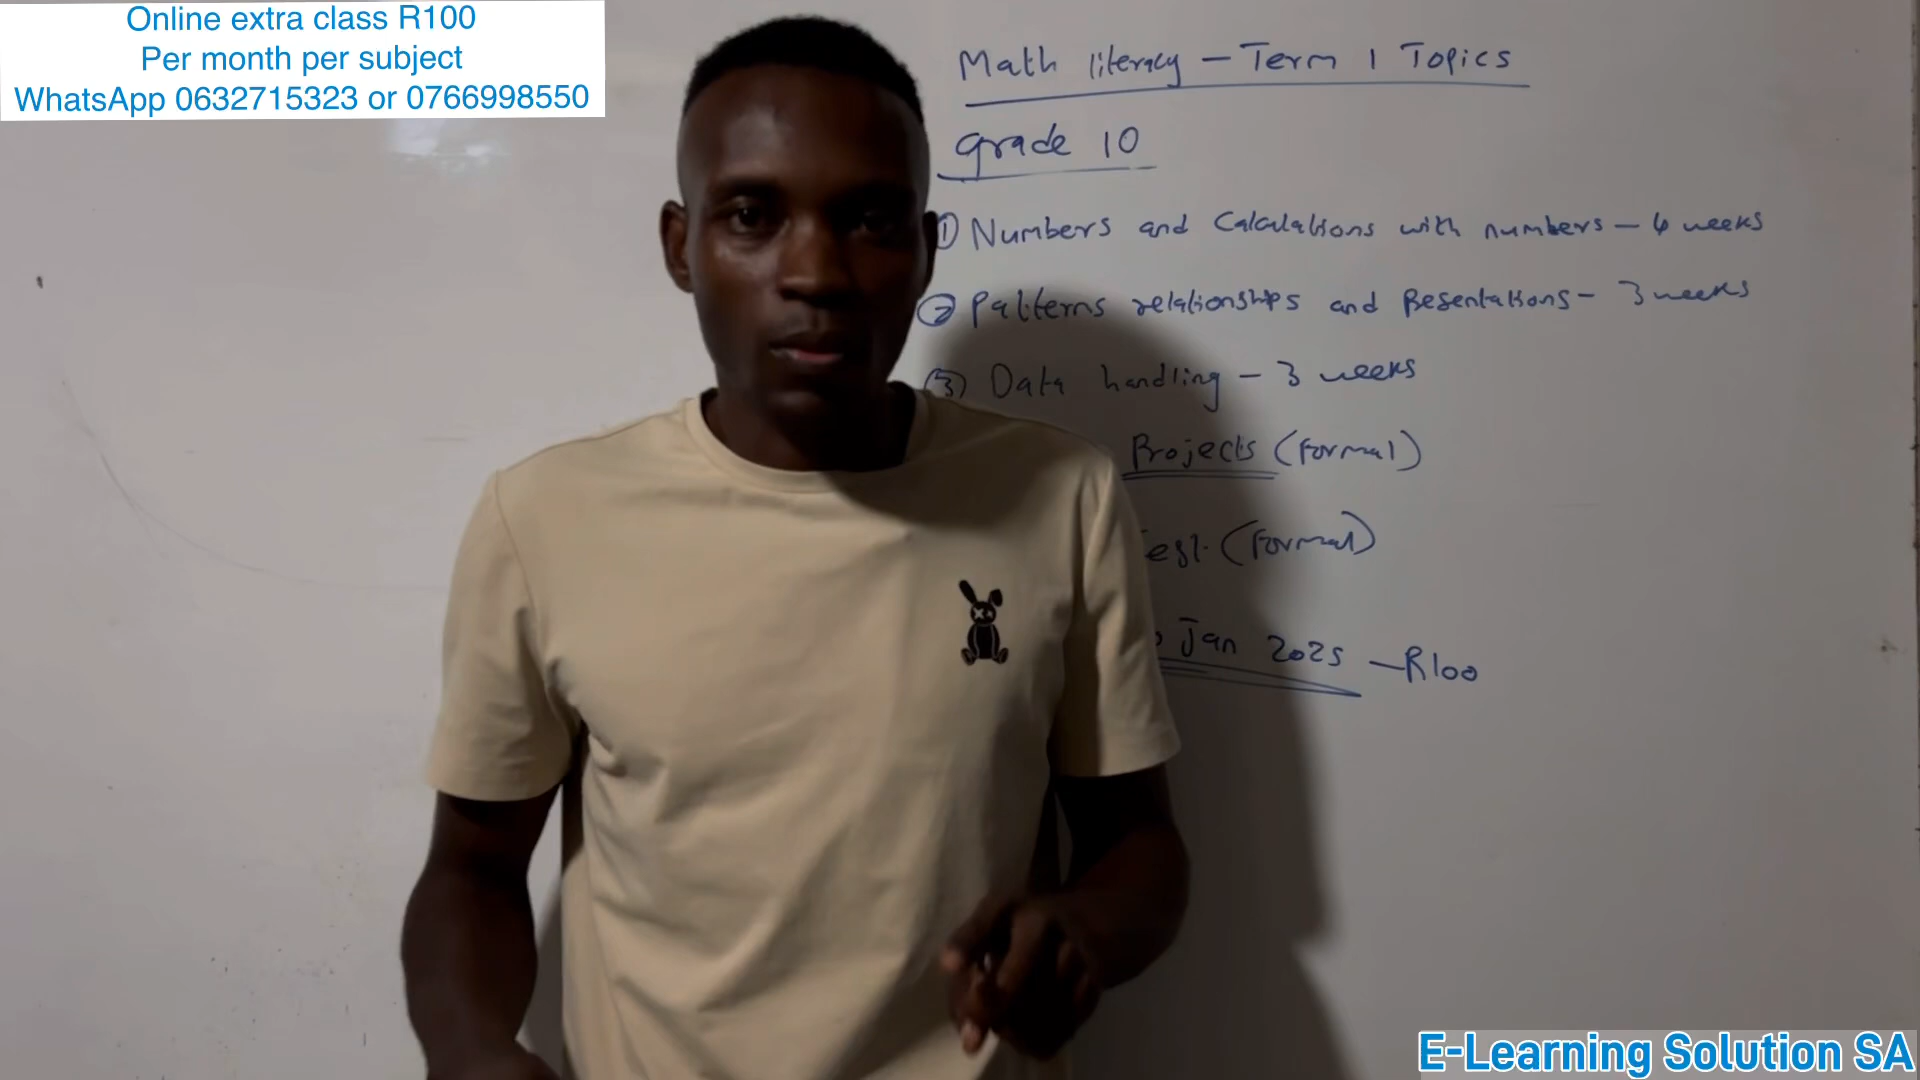 Online extra class R100
Per month per subject
WhatsApp 0632715323 or 0766998550
Math literacy - Term 1 Topics
Grade 10
① Numbers and Calculations with numbers - 4 weeks
② Patterns relationships and Resentations - 3 weeks
③ Data handling - 3 weeks
Projects (Formal)
est. (Formal)
Jan 2025 - R100
E-Learning Solution SA